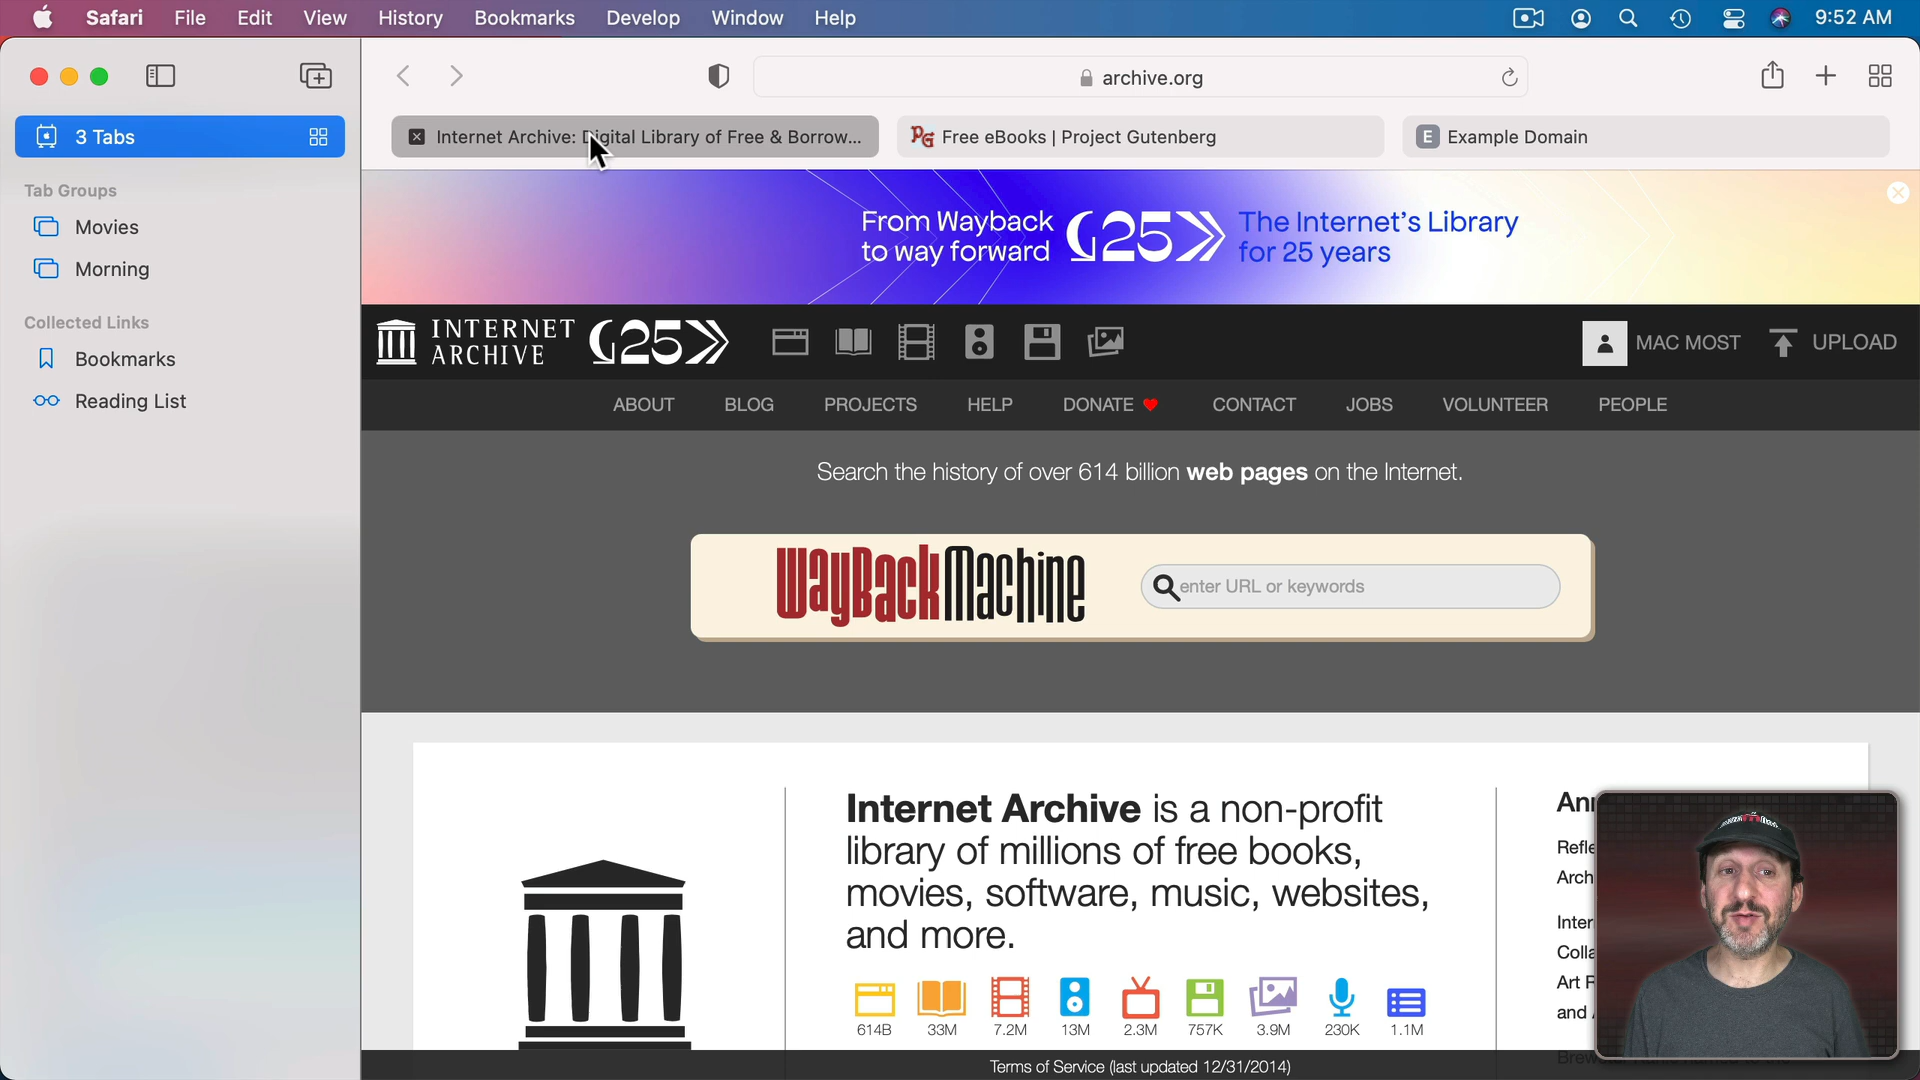 Safari File Edit View History Bookmarks Develop Window Help 9:52 AM
archive.org
3 Tabs
Internet Archive: Digital Library of Free & Borrow...
Free eBooks | Project Gutenberg
E Example Domain
Tab Groups
Movies
Morning
Collected Links
Bookmarks
Reading List
From Wayback
to way forward
25
The Internet's Library
for 25 years
INTERNET
ARCHIVE
25
MAC MOST
UPLOAD
ABOUT BLOG PROJECTS HELP DONATE CONTACT JOBS VOLUNTEER PEOPLE
Search the history of over 614 billion web pages on the Internet.
WayBackMachine
enter URL or keywords
Internet Archive is a non-profit
library of millions of free books,
movies, software, music, websites,
and more.
614B 33M 7.2M 13M 2.3M 757K 3.9M 230K 1.1M
and
Terms of Service (last updated 12/31/2014)